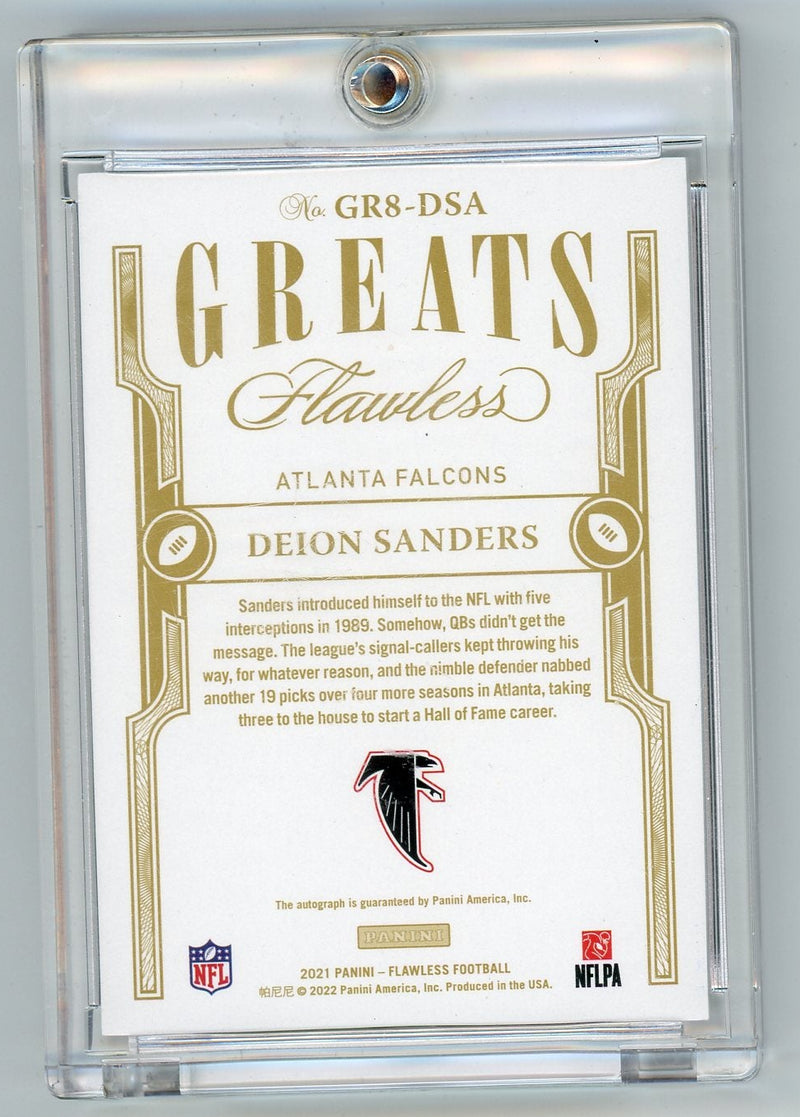 No. GR8-DSA
GREATS
Flawless
ATLANTA FALCONS
DEION SANDERS
Sanders introduced himself to the NFL with five
interceptions in 1989. Somehow, QBs didn't get the
message. The league's signal-callers kept throwing his
way, for whatever reason, and the nimble defender nabbed
another 19 picks over four more seasons in Atlanta, taking
three to the house to start a Hall of Fame career.
The autograph is guaranteed by Panini America, Inc.
PANINI
NFL
2021 PANINI – FLAWLESS FOOTBALL
帕尼尼 © 2022 Panini America, Inc. Produced in the USA.
NFLPA